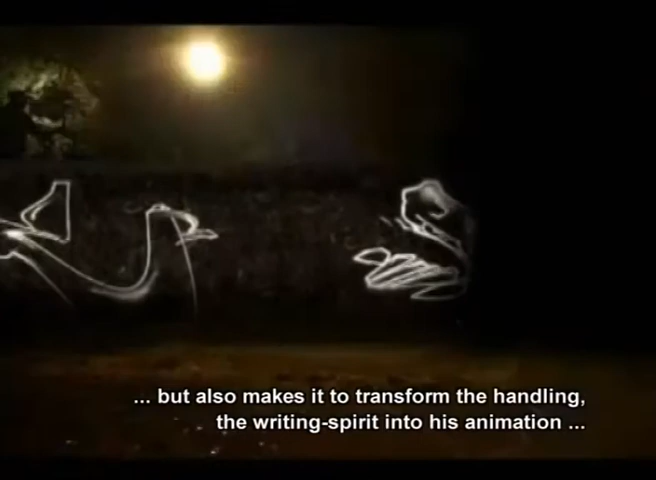 ... but also makes it to transform the handling,
the writing-spirit into his animation ...